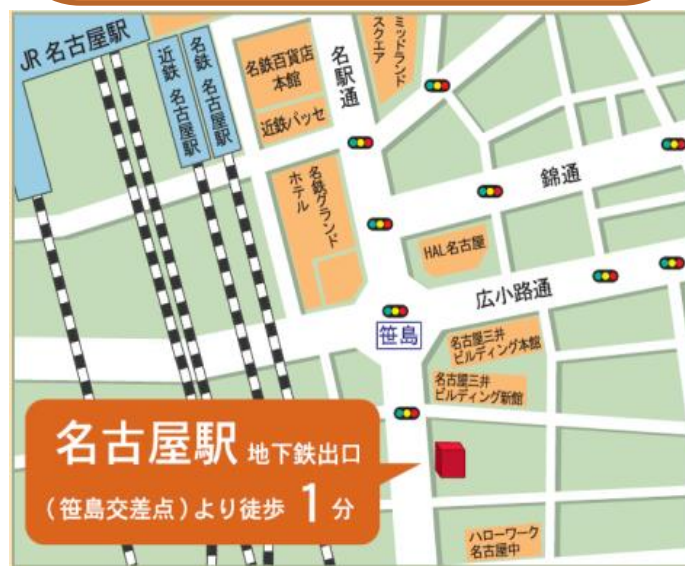 JR 名古屋駅
近鉄 名古屋駅
名鉄 名古屋駅
名鉄百貨店
本館
近鉄パッセ
名駅通
ミッドランド
スクエア
名鉄グランド
ホテル
錦通
HAL名古屋
広小路通
笹島
名古屋三井
ビルディング本館
名古屋三井
ビルディング新館
名古屋駅 地下鉄出口
(笹島交差点)より徒歩 1 分
ハローワーク
名古屋中